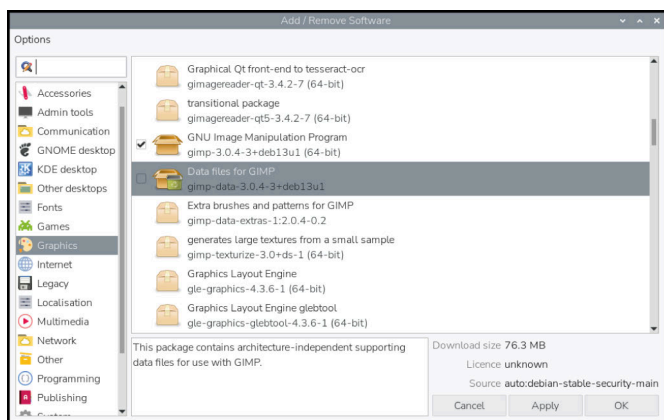 Add / Remove Software
Options
Accessories
Admin tools
Communication
GNOME desktop
KDE desktop
Other desktops
Fonts
Games
Graphics
Internet
Legacy
Localisation
Multimedia
Network
Other
Programming
Publishing
System
Graphical Qt front-end to tesseract-ocr
gimagereader-qt-3.4.2-7 (64-bit)
transitional package
gimagereader-qt5-3.4.2-7 (64-bit)
GNU Image Manipulation Program
gimp-3.0.4-3+deb13u1 (64-bit)
Data files for GIMP
gimp-data-3.0.4-3+deb13u1
Extra brushes and patterns for GIMP
gimp-data-extras-1:2.0.4-0.2
generates large textures from a small sample
gimp-texturize-3.0+ds-1 (64-bit)
Graphics Layout Engine
gle-graphics-4.3.6-1 (64-bit)
Graphics Layout Engine glebtool
gle-graphics-glebtool-4.3.6-1 (64-bit)
This package contains architecture-independent supporting
data files for use with GIMP.
Download size 76.3 MB
Licence unknown
Source auto:debian-stable-security-main
Cancel
Apply
OK